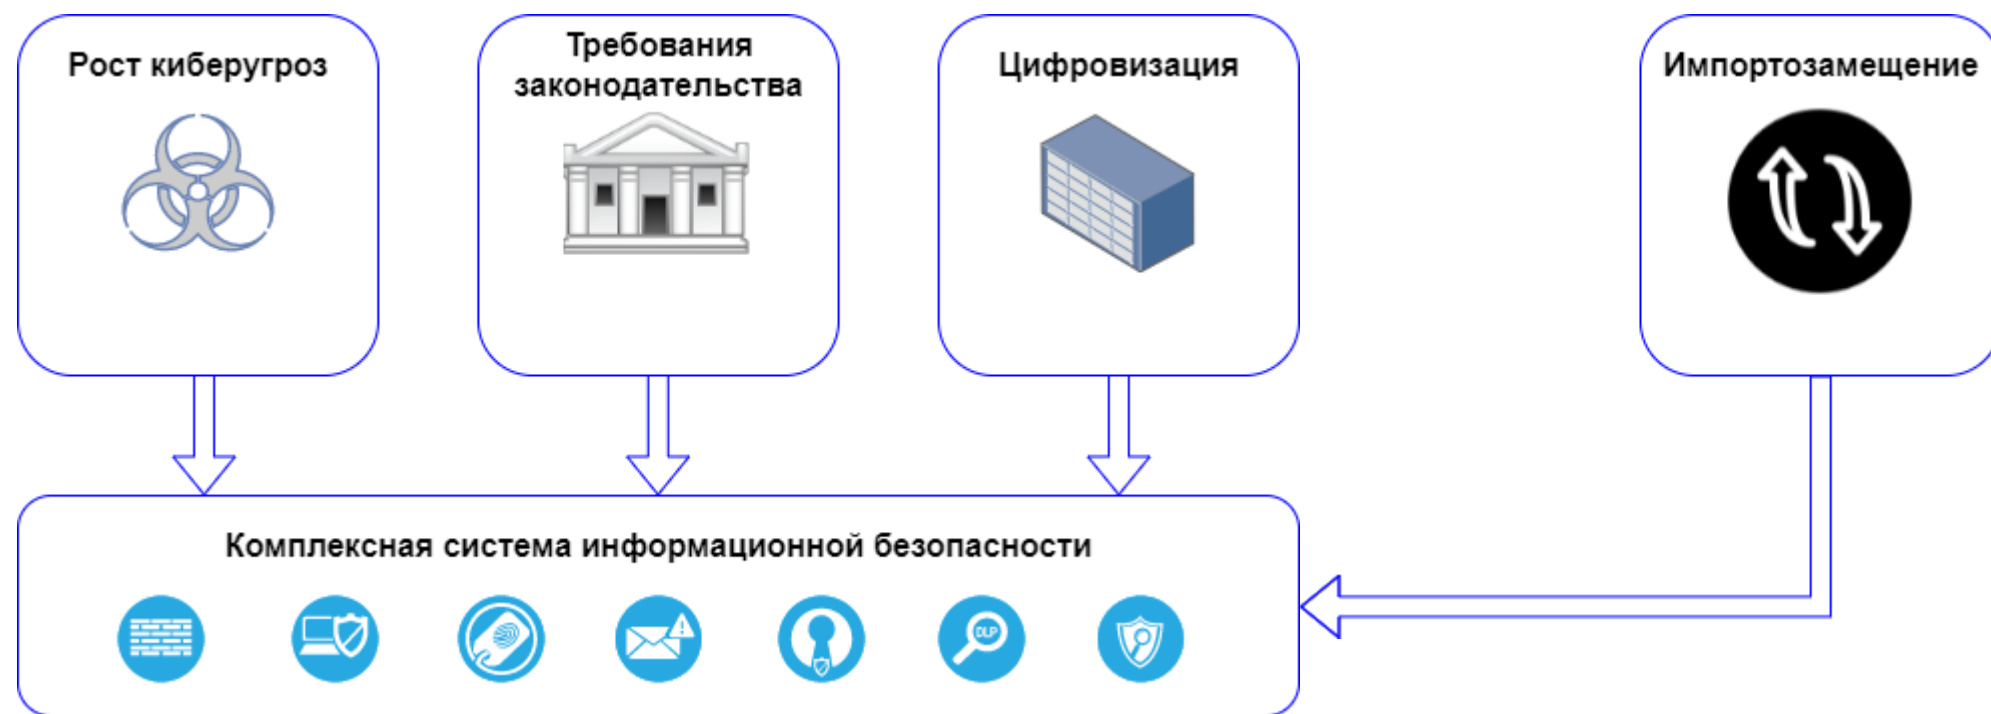 Рост киберугроз
Требования
законодательства
Цифровизация
Импортозамещение
Комплексная система информационной безопасности
DLP